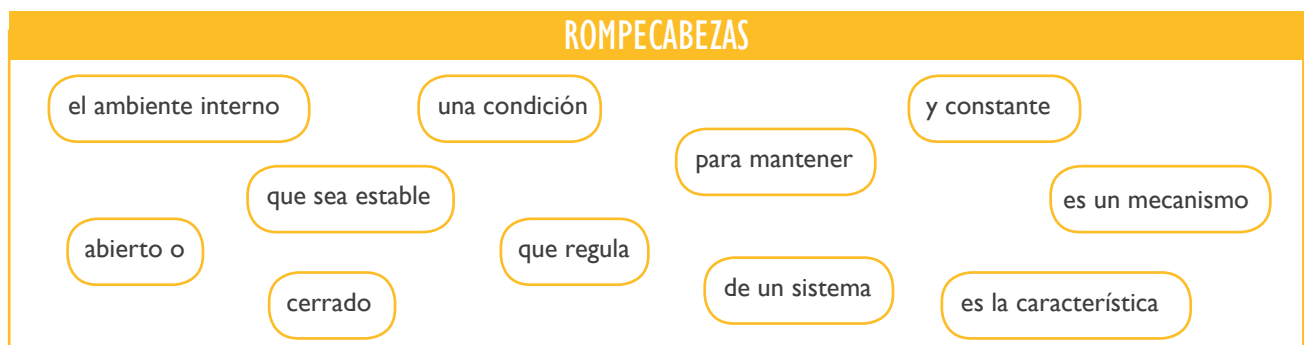 ROMPECABEZAS
el ambiente interno
una condición
y constante
para mantener
que sea estable
es un mecanismo
abierto o
que regula
de un sistema
cerrado
es la característica